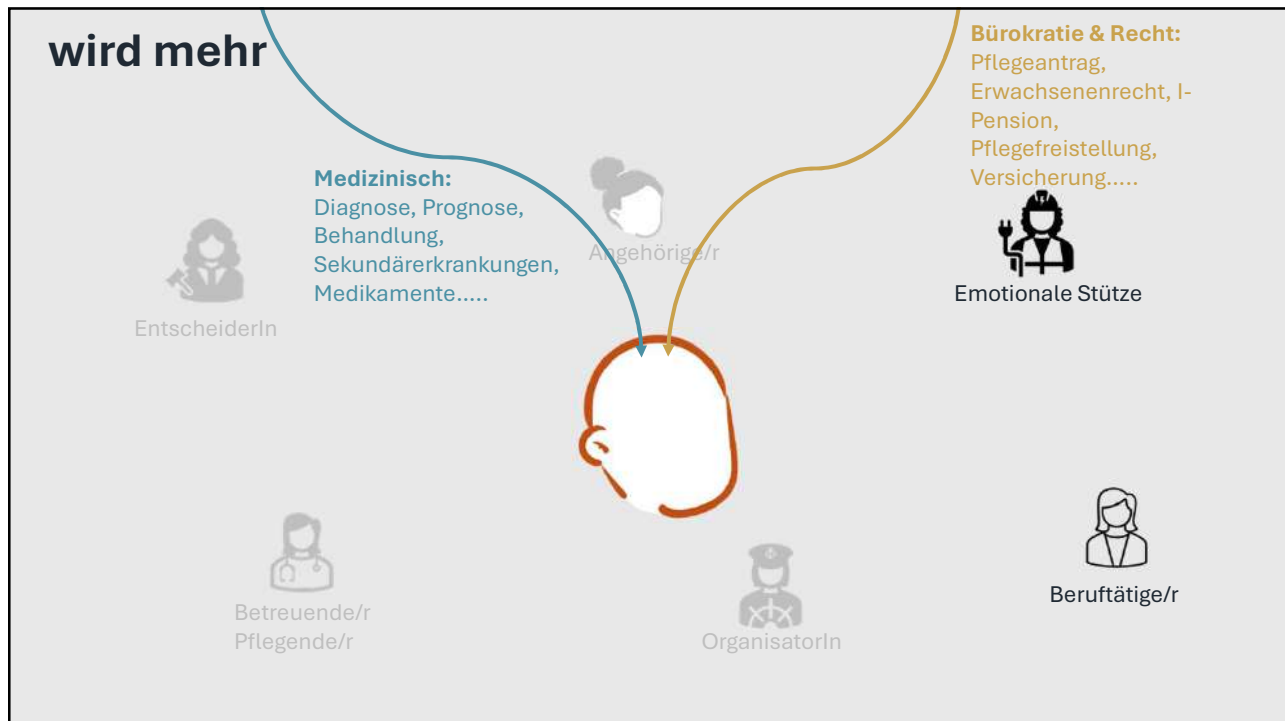 wird mehr
Bürokratie & Recht:
Pflegeantrag,
Erwachsenenrecht, I-
Pension,
Pflegefreistellung,
Versicherung.....
Medizinisch:
Diagnose, Prognose,
Behandlung,
Sekundärerkrankungen,
Medikamente.....
Angehörige/r
EntscheiderIn
Emotionale Stütze
Betreuende/r
Pflegende/r
OrganisatorIn
Beruftätige/r